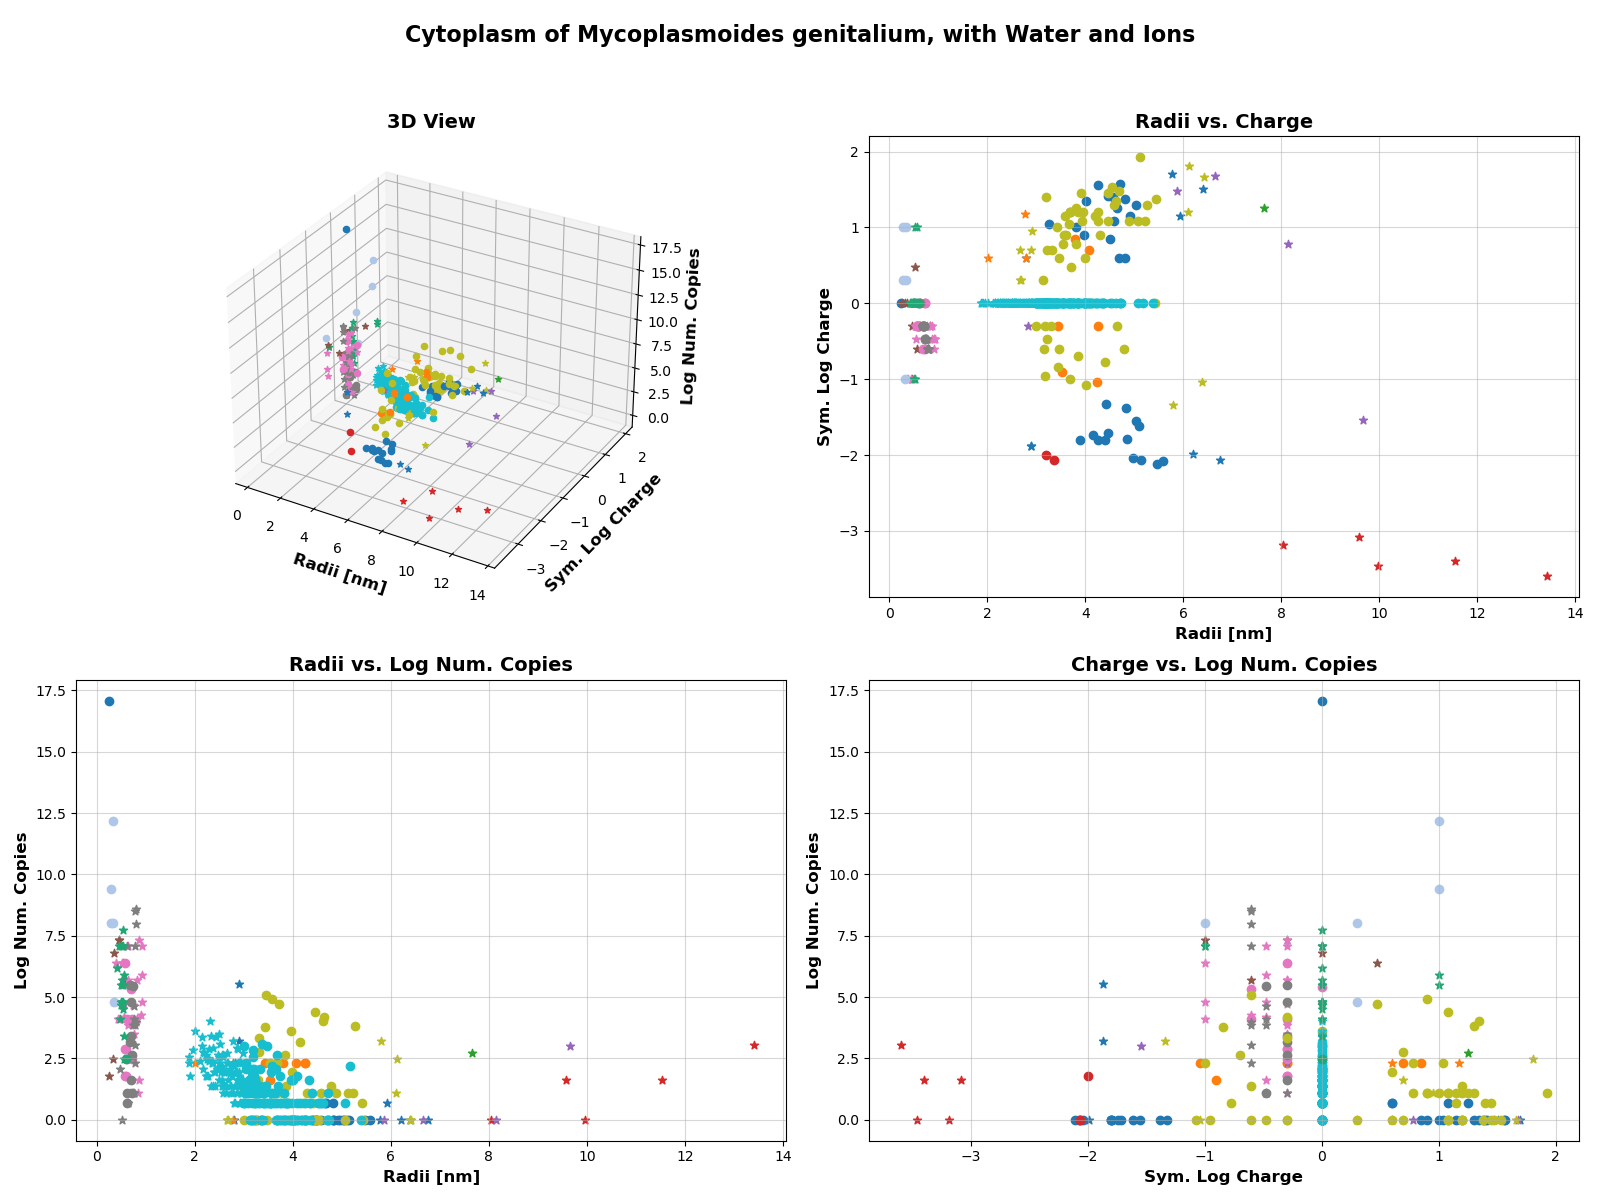 Cytoplasm of Mycoplasmoides genitalium, with Water and Ions
3D View
17.5
15.0
12.5
10.0
7.5
5.0
2.5
0.0
Log Num. Copies
0
2
4
6
8
10
12
14
Radii [nm]
−3
−2
−1
0
1
2
Sym. Log Charge
Radii vs. Charge
2
1
0
−1
−2
−3
Sym. Log Charge
0 2 4 6 8 10 12 14
Radii [nm]
Radii vs. Log Num. Copies
17.5
15.0
12.5
10.0
7.5
5.0
2.5
0.0
Log Num. Copies
0 2 4 6 8 10 12 14
Radii [nm]
Charge vs. Log Num. Copies
17.5
15.0
12.5
10.0
7.5
5.0
2.5
0.0
Log Num. Copies
−3 −2 −1 0 1 2
Sym. Log Charge